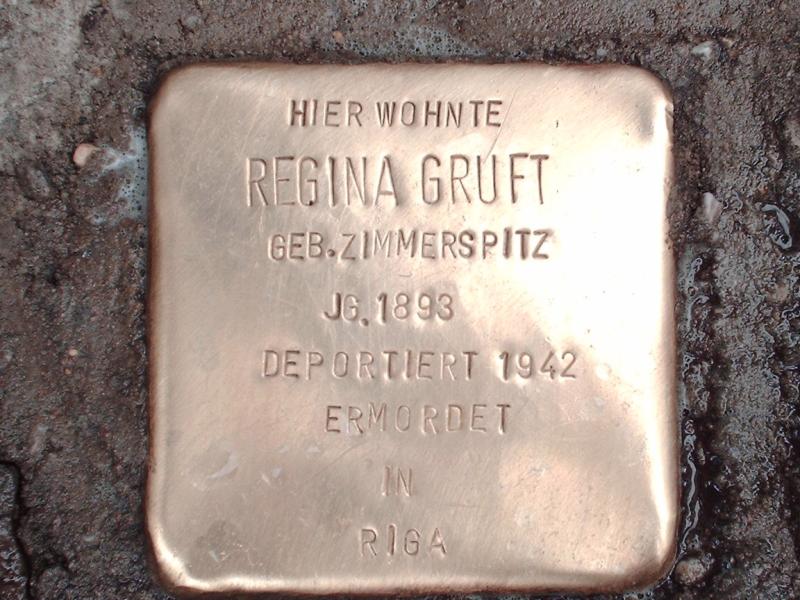 HIER WOHNTE
REGINA GRUFT
GEB. ZIMMERSPITZ
JG. 1893
DEPORTIERT 1942
ERMORDET
IN
RIGA